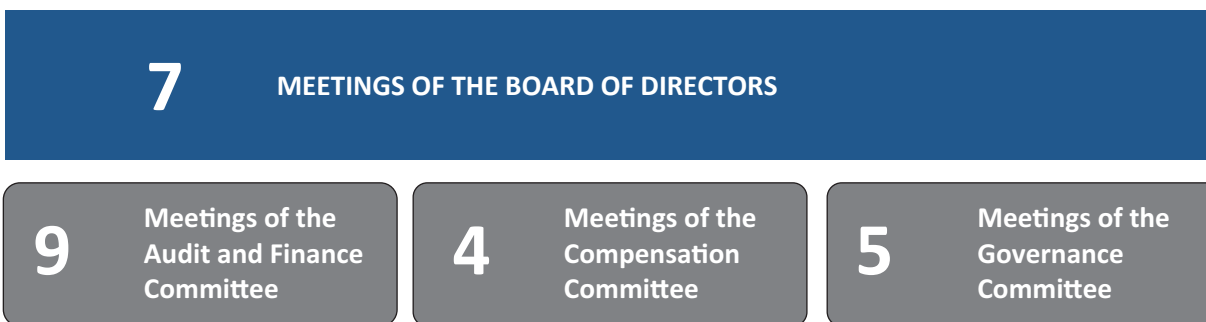 7 MEETINGS OF THE BOARD OF DIRECTORS
9
Meetings of the
Audit and Finance
Committee
4
Meetings of the
Compensation
Committee
5
Meetings of the
Governance
Committee